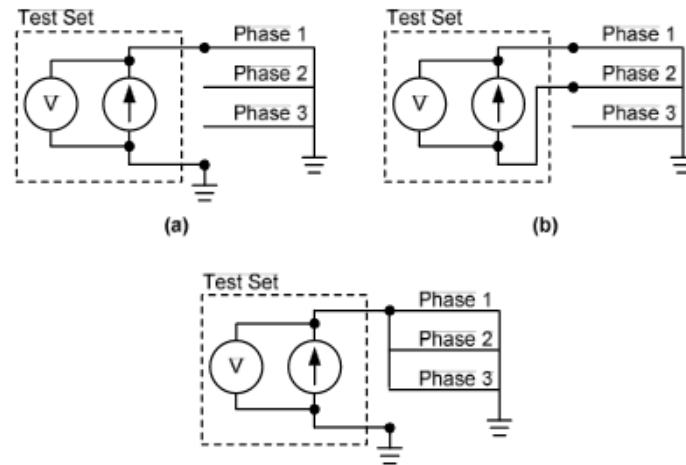 Test Set
Phase 1
V
Phase 2
Phase 3
(a)
Test Set
Phase 1
V
Phase 2
Phase 3
(b)
Test Set
Phase 1
V
Phase 2
Phase 3